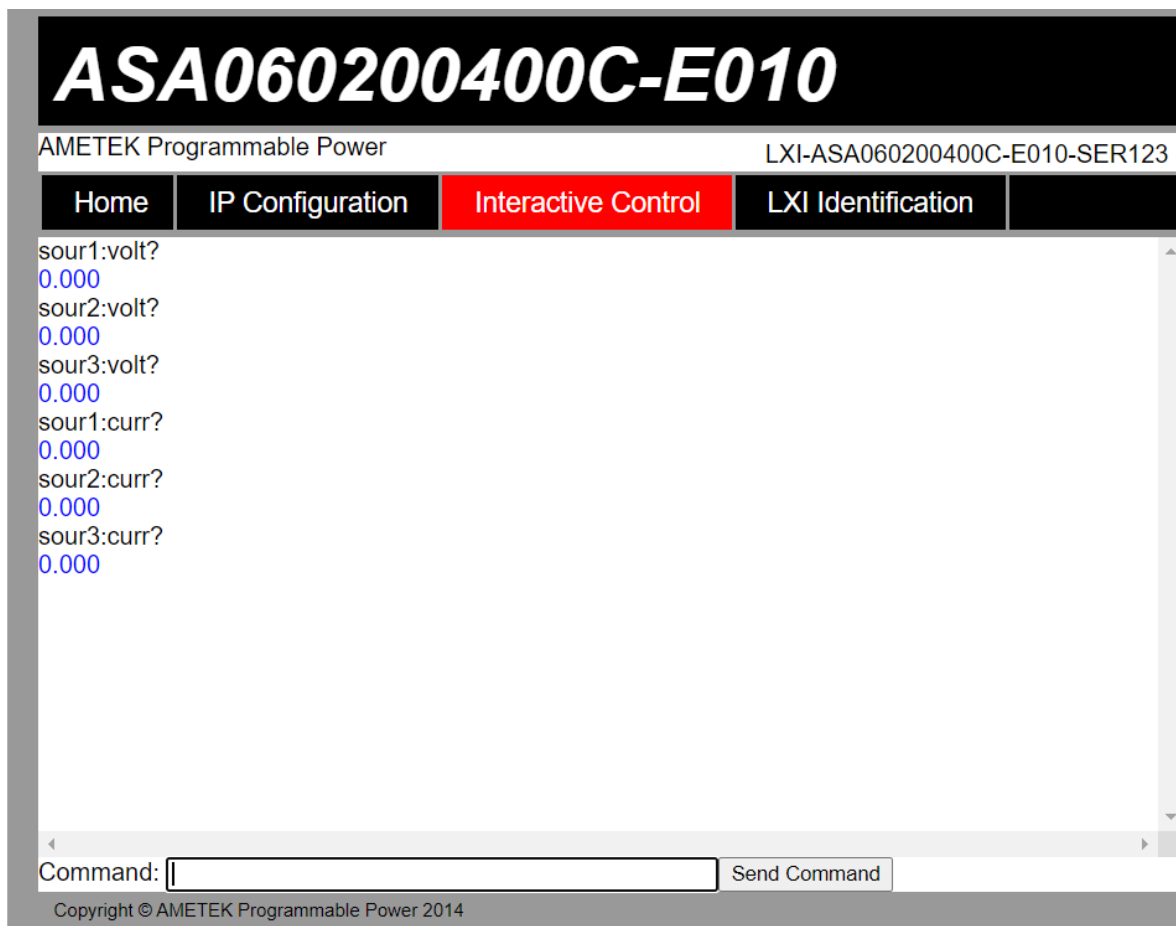 ASA060200400C-E010
AMETEK Programmable Power
LXI-ASA060200400C-E010-SER123
Home IP Configuration Interactive Control LXI Identification
sour1:volt?
0.000
sour2:volt?
0.000
sour3:volt?
0.000
sour1:curr?
0.000
sour2:curr?
0.000
sour3:curr?
0.000
Command: Send Command
Copyright © AMETEK Programmable Power 2014